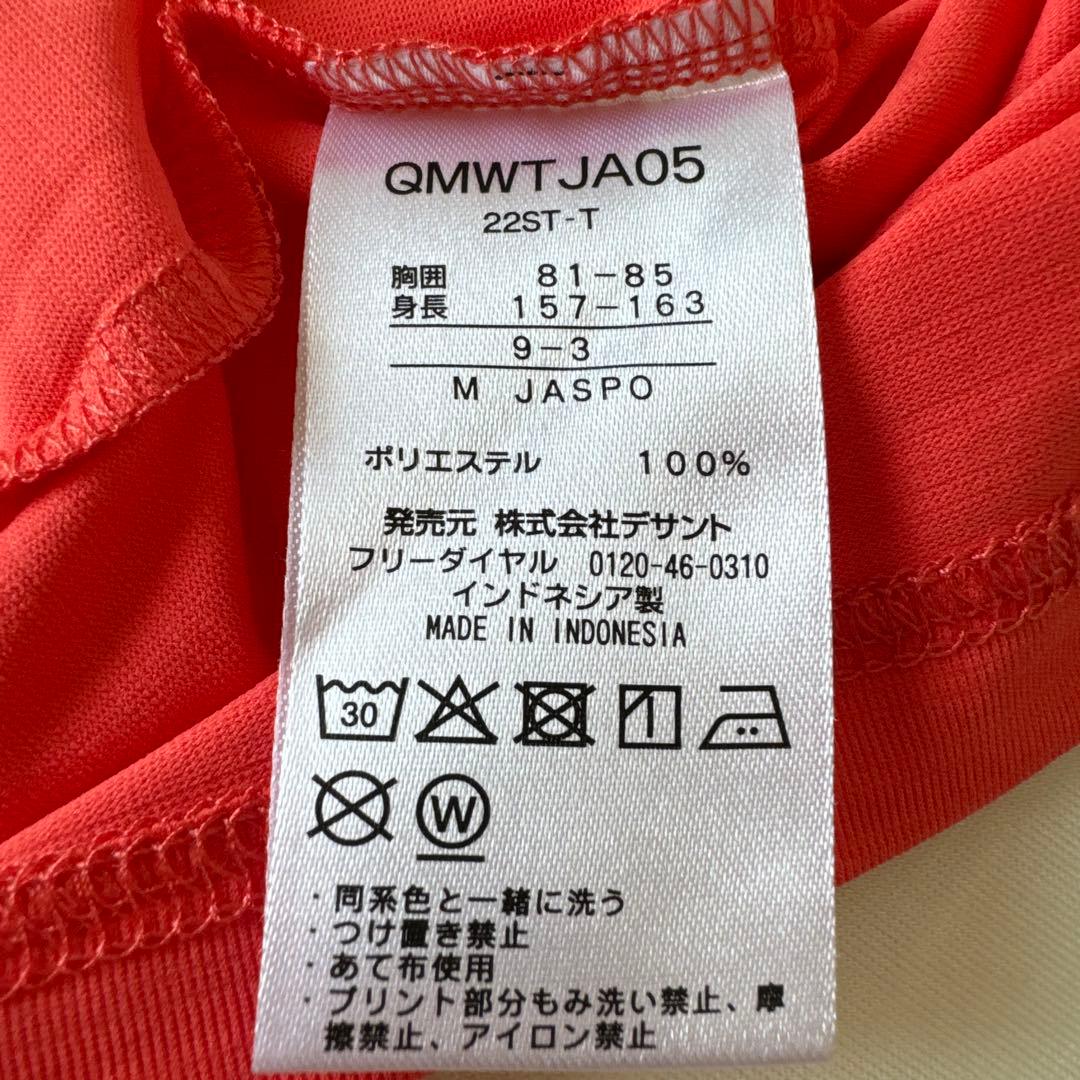 QMWTJA05
22ST-T
胸囲 81-85
身長 157-163
9-3
M JASPO
ポリエステル 100%
発売元 株式会社デサント
フリーダイヤル 0120-46-0310
インドネシア製
MADE IN INDONESIA
30
W
・同系色と一緒に洗う
・つけ置き禁止
・あて布使用
・プリント部分もみ洗い禁止、摩
擦禁止、アイロン禁止